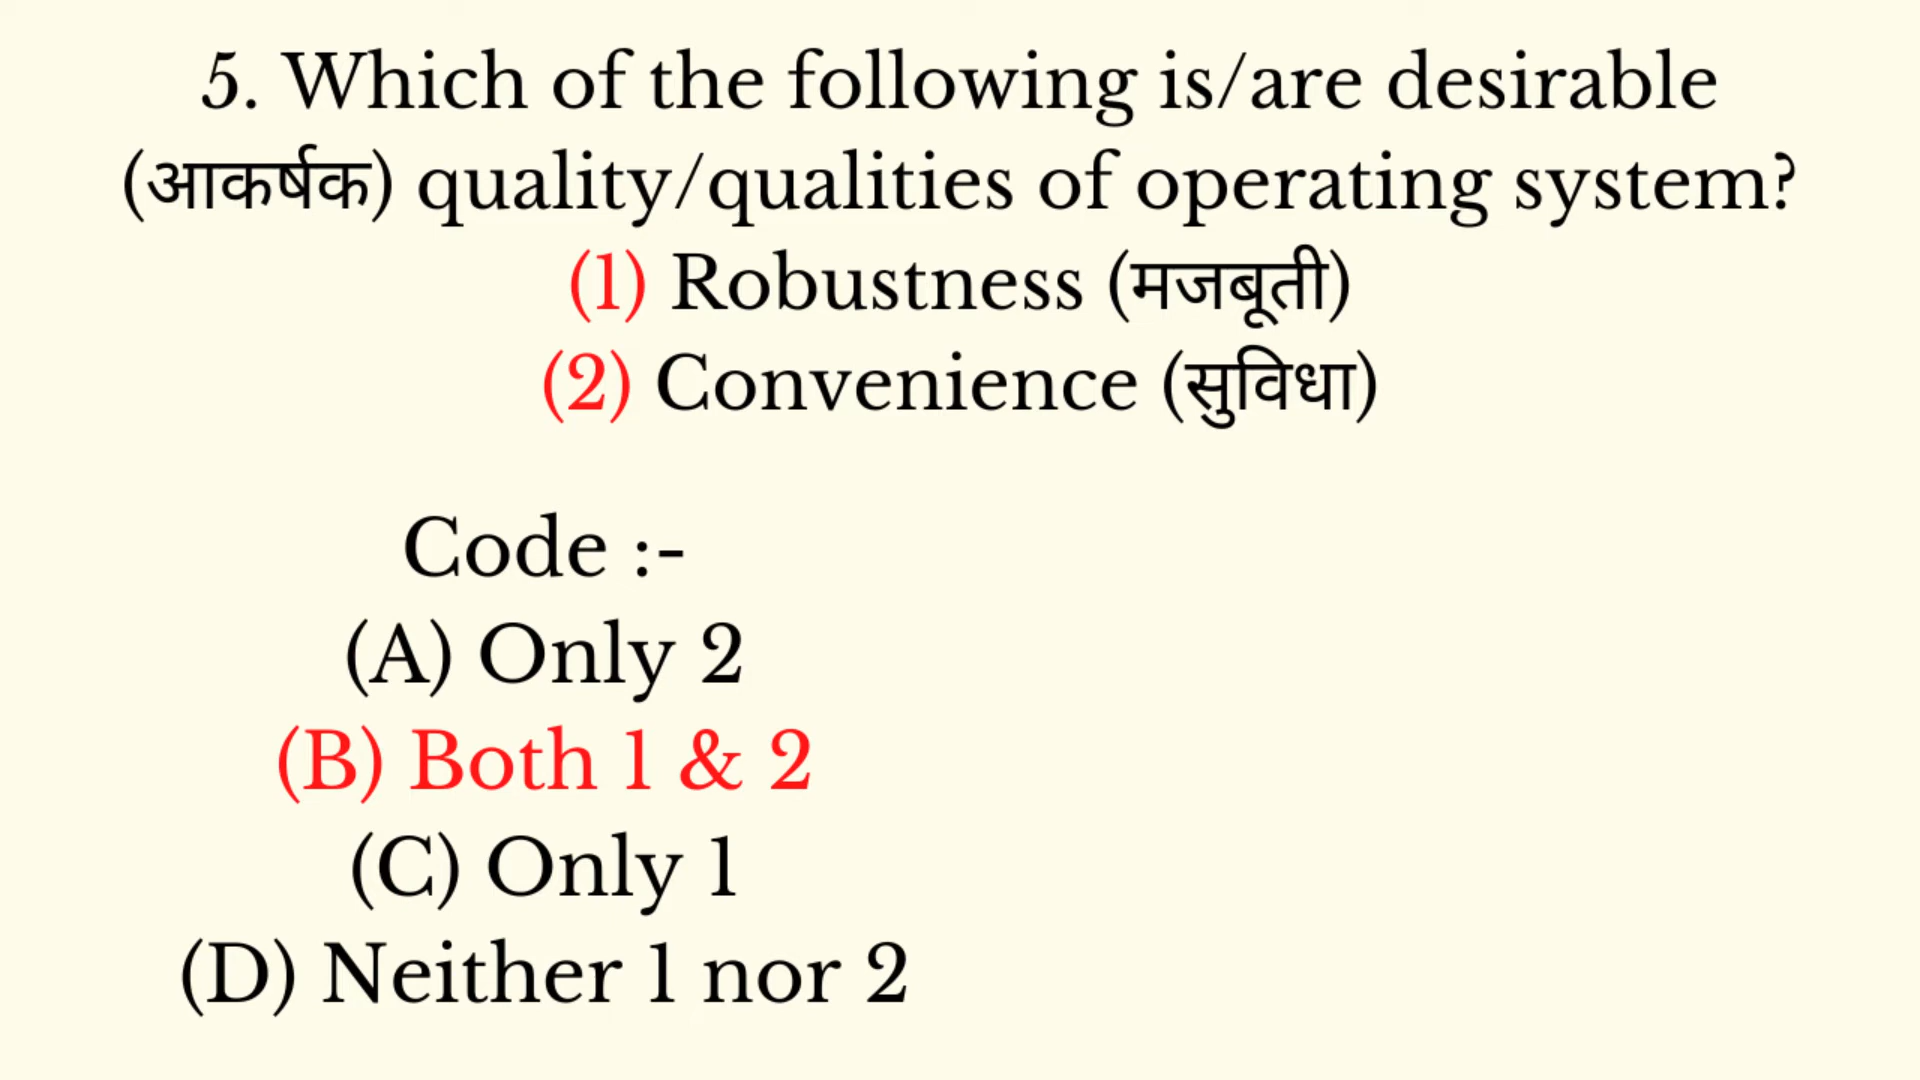 5. Which of the following is/are desirable
(आकर्षक) quality/qualities of operating system?
(1) Robustness (मजबूती)
(2) Convenience (सुविधा)
Code :-
(A) Only 2
(B) Both 1 & 2
(C) Only 1
(D) Neither 1 nor 2